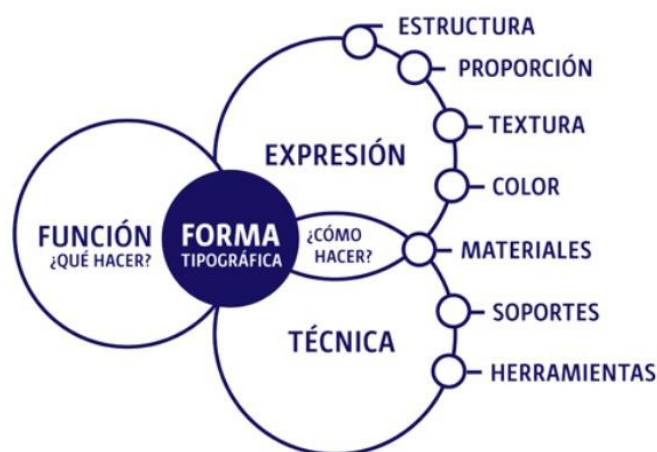 ESTRUCTURA
PROPORCIÓN
TEXTURA
EXPRESIÓN
COLOR
FUNCIÓN
¿QUÉ HACER?
FORMA
TIPOGRÁFICA
¿CÓMO
HACER?
MATERIALES
SOPORTES
TÉCNICA
HERRAMIENTAS